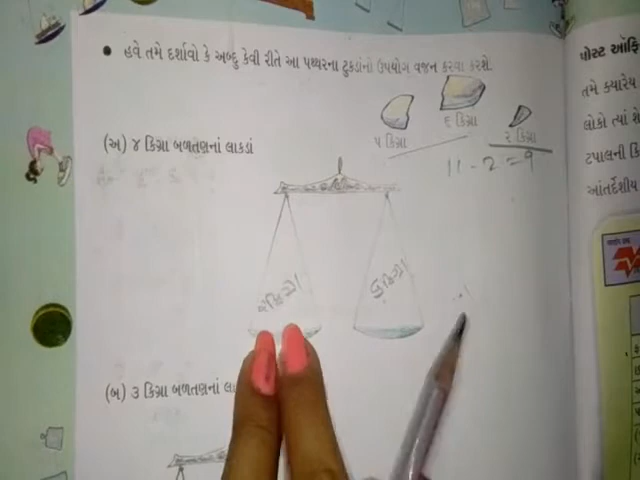 હવે તમે દર્શાવો કે અબ્દુ કેવી રીતે આ પથ્થરના ટુકડાંનો ઉપયોગ વજન કરવા કરશે.
૫ કિગ્રા
૬ કિગ્રા
૨ કિગ્રા
11 - 2 = 9
(અ) ૪ કિગ્રા બળતણનાં લાકડાં
(બ) ૩ કિગ્રા બળતણનાં
પોસ્ટ ઑફિ
તમે ક્યારેય
લોકો ત્યાં શં
ટપાલની કિ
આંતર્દેશીય